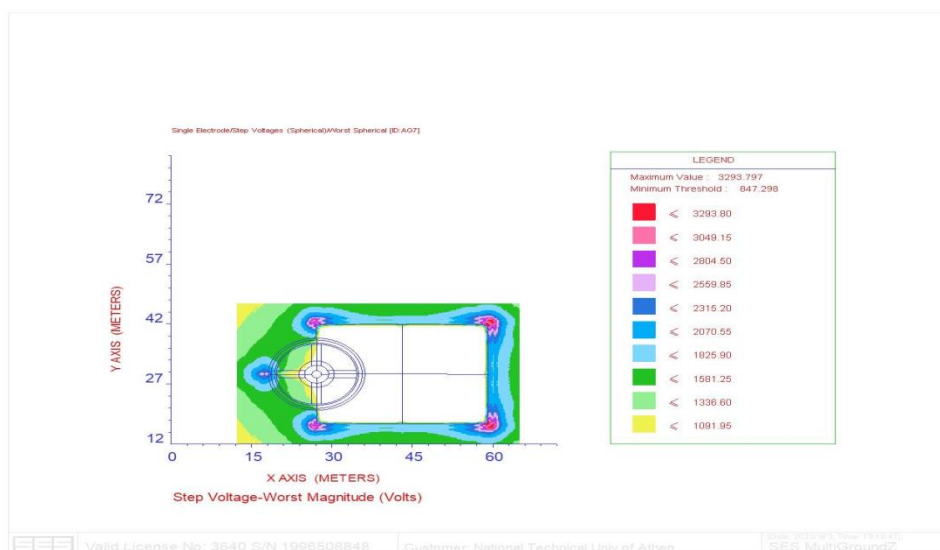 Single Electrode/Step Voltages (Spherical)/Worst Spherical [ID:AG7]
LEGEND
Maximum Value : 3293.797
Minimum Threshold : 847.298
⩽ 3293.80
⩽ 3049.15
⩽ 2804.50
⩽ 2559.85
⩽ 2315.20
⩽ 2070.55
⩽ 1825.90
⩽ 1581.25
⩽ 1336.60
⩽ 1091.95
Y AXIS (METERS)
72
57
42
27
12
0 15 30 45 60
X AXIS (METERS)
Step Voltage-Worst Magnitude (Volts)
Valid License No: 3640 S/N 1996508848
Customer: National Technical Univ of Athen
SES MultiGroundZ